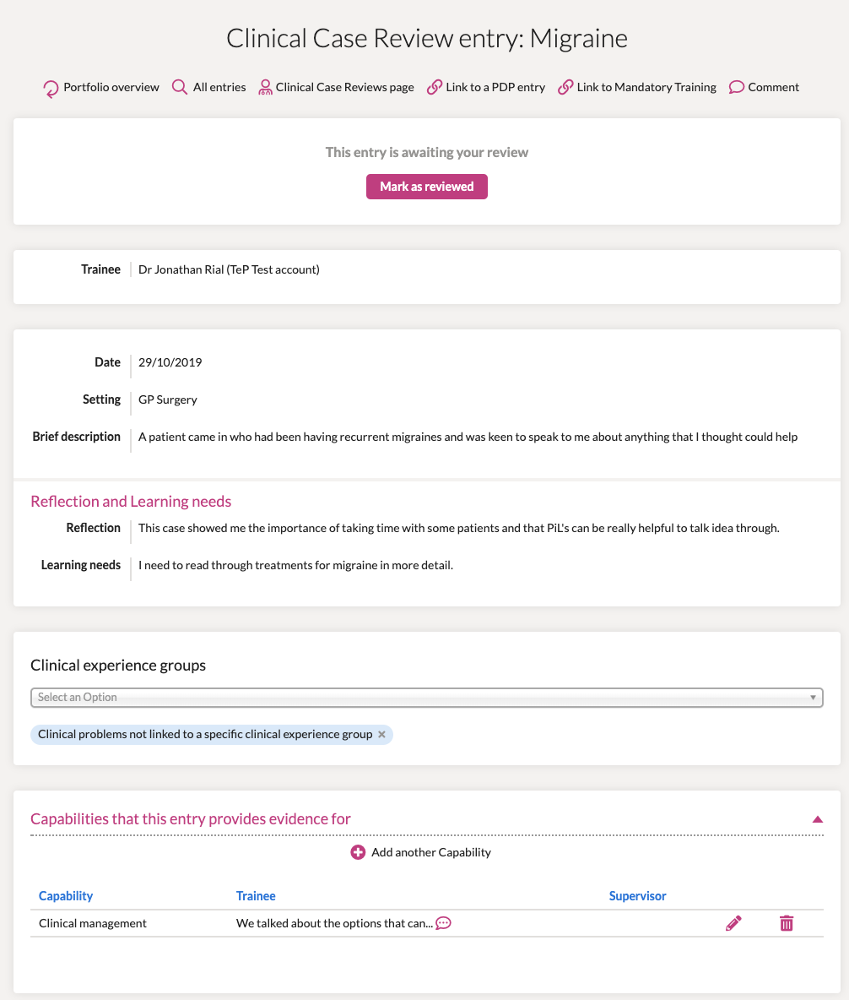 Clinical Case Review entry: Migraine
Portfolio overview All entries Clinical Case Reviews page Link to a PDP entry Link to Mandatory Training Comment
This entry is awaiting your review
Mark as reviewed
Trainee Dr Jonathan Rial (TeP Test account)
Date 29/10/2019
Setting GP Surgery
Brief description A patient came in who had been having recurrent migraines and was keen to speak to me about anything that I thought could help
Reflection and Learning needs
Reflection This case showed me the importance of taking time with some patients and that PiL's can be really helpful to talk idea through.
Learning needs I need to read through treatments for migraine in more detail.
Clinical experience groups
Select an Option
Clinical problems not linked to a specific clinical experience group ×
Capabilities that this entry provides evidence for
Add another Capability
Capability Trainee Supervisor
Clinical management We talked about the options that can...